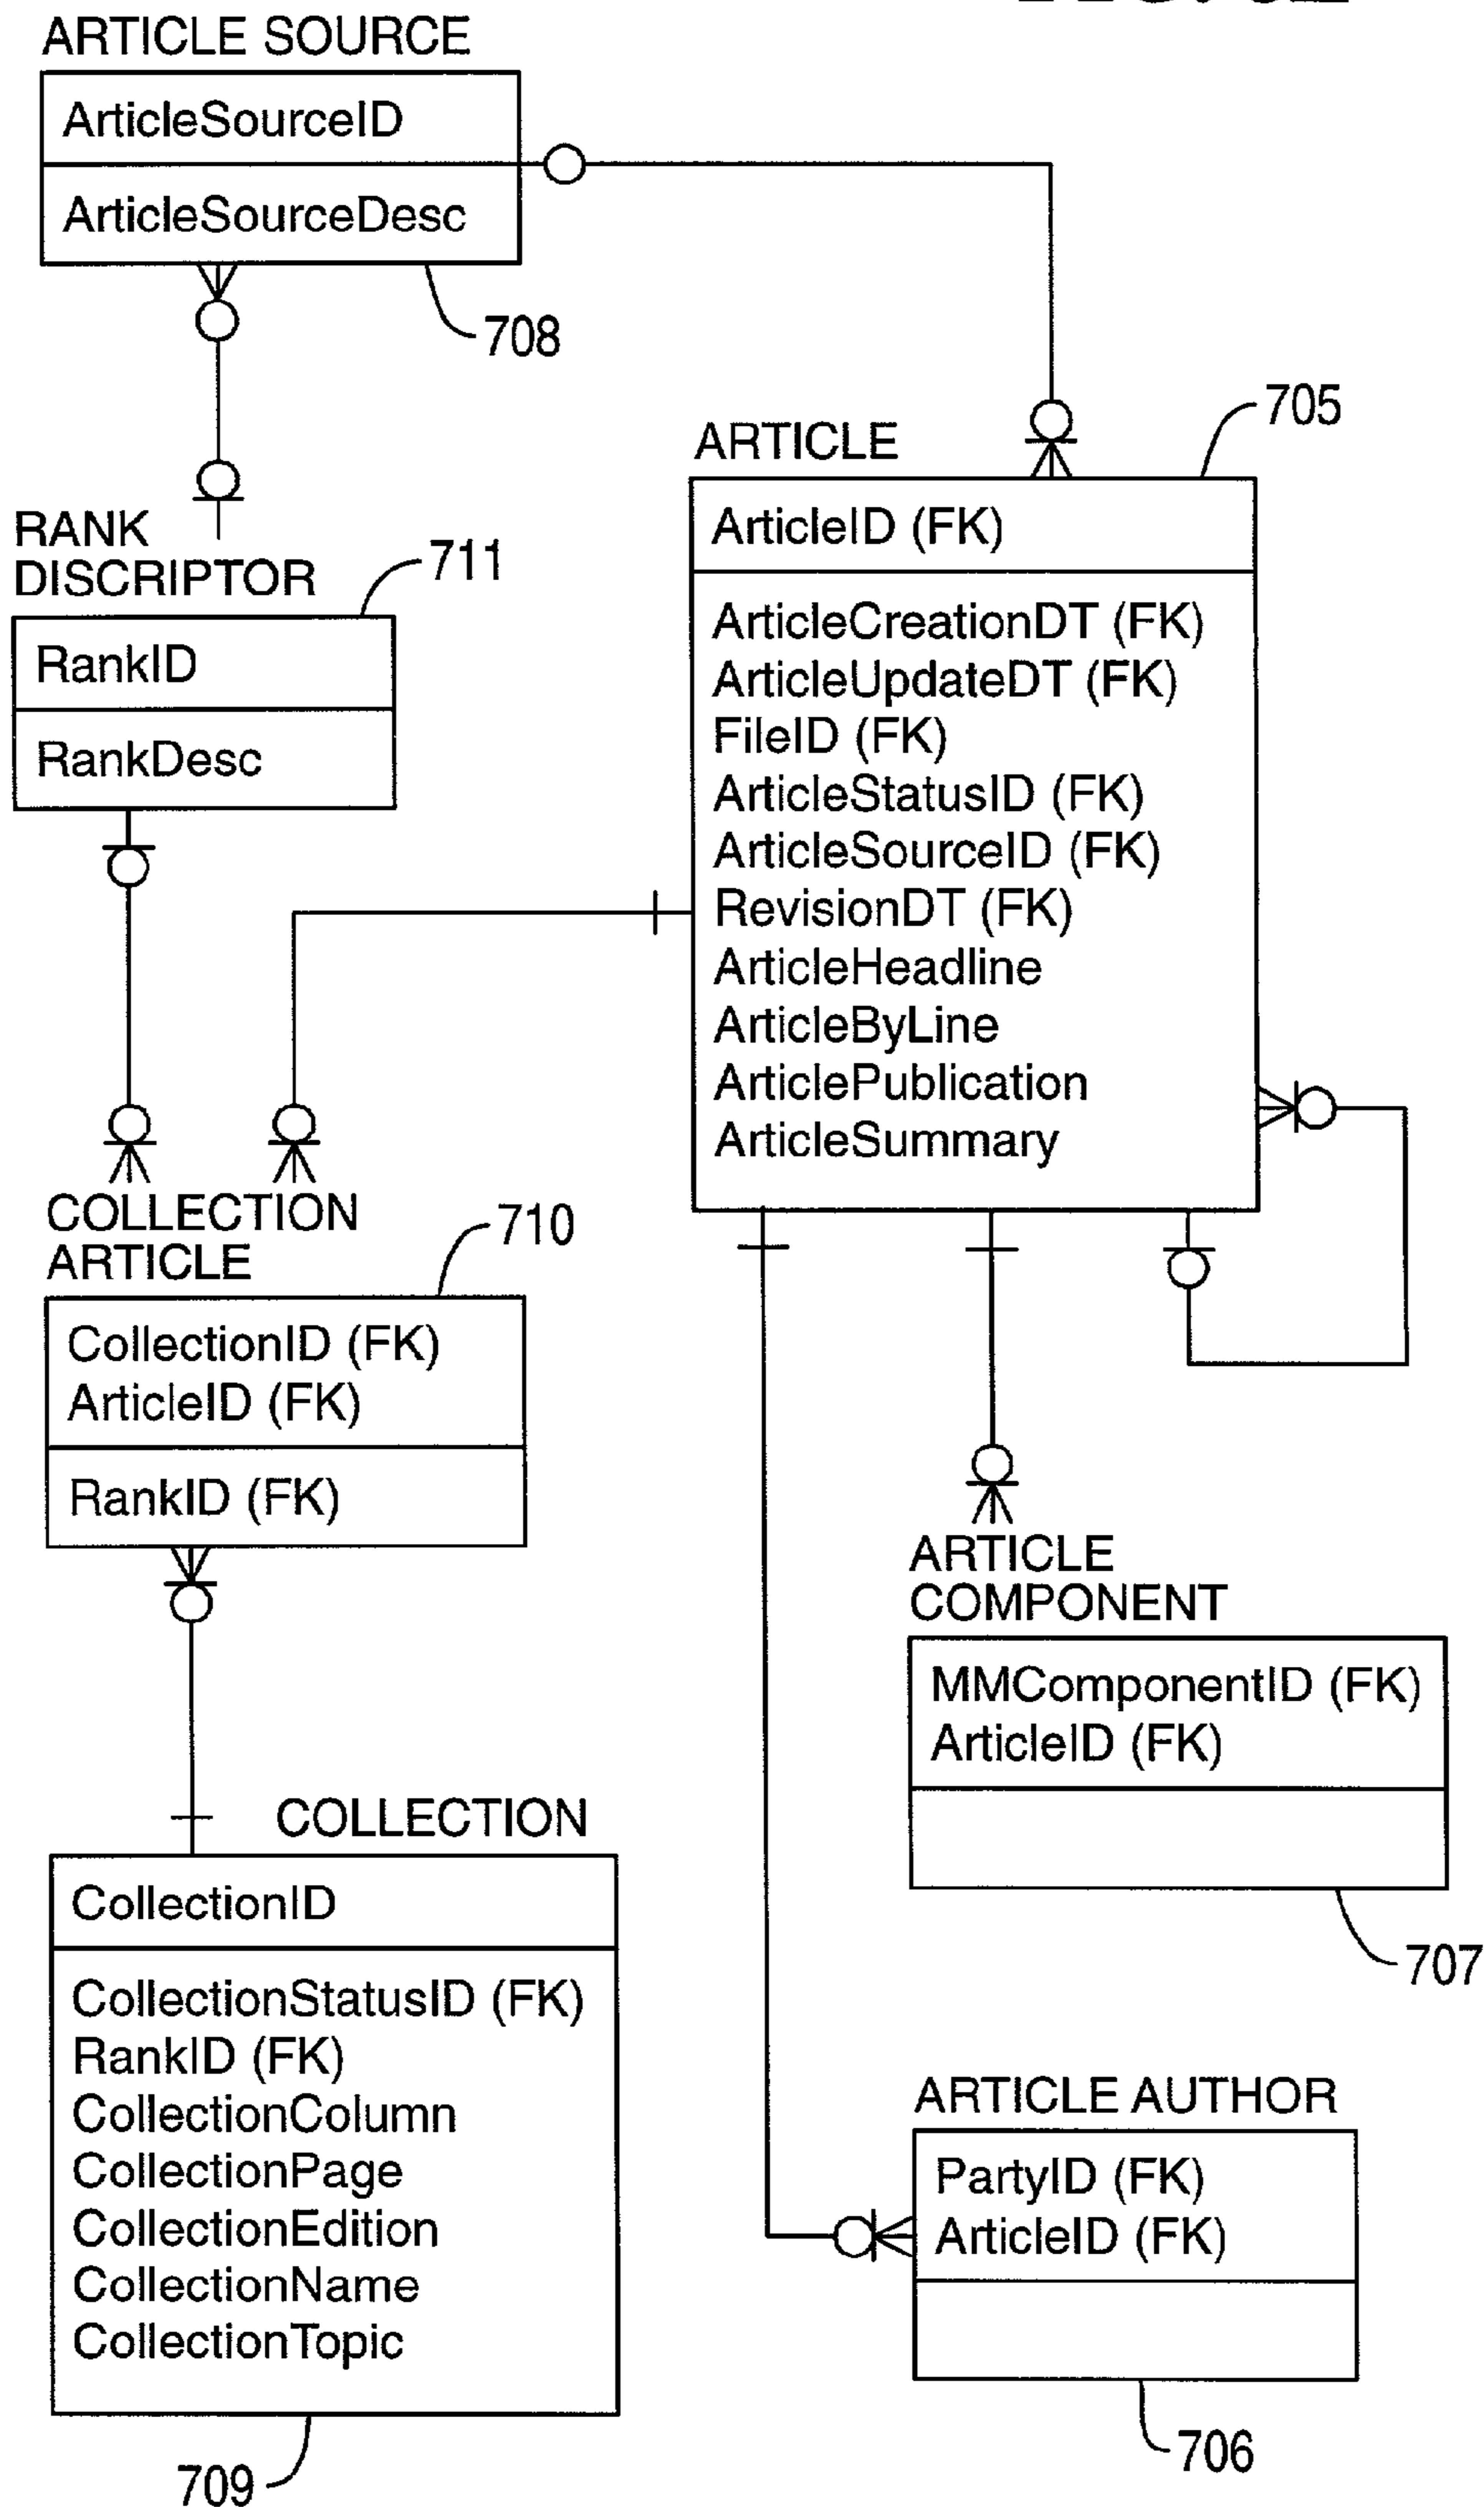 ARTICLE SOURCE
ArticleSourceID
ArticleSourceDesc
708
705
ARTICLE
ArticleID (FK)
ArticleCreationDT (FK)
ArticleUpdateDT (FK)
FileID (FK)
ArticleStatusID (FK)
ArticleSourceID (FK)
RevisionDT (FK)
ArticleHeadline
ArticleByLine
ArticlePublication
ArticleSummary
RANK
DISCRIPTOR
711
RankID
RankDesc
COLLECTION
ARTICLE
710
CollectionID (FK)
ArticleID (FK)
RankID (FK)
ARTICLE
COMPONENT
MMComponentID (FK)
ArticleID (FK)
707
COLLECTION
CollectionID
CollectionStatusID (FK)
RankID (FK)
CollectionColumn
CollectionPage
CollectionEdition
CollectionName
CollectionTopic
709
ARTICLE AUTHOR
PartyID (FK)
ArticleID (FK)
706